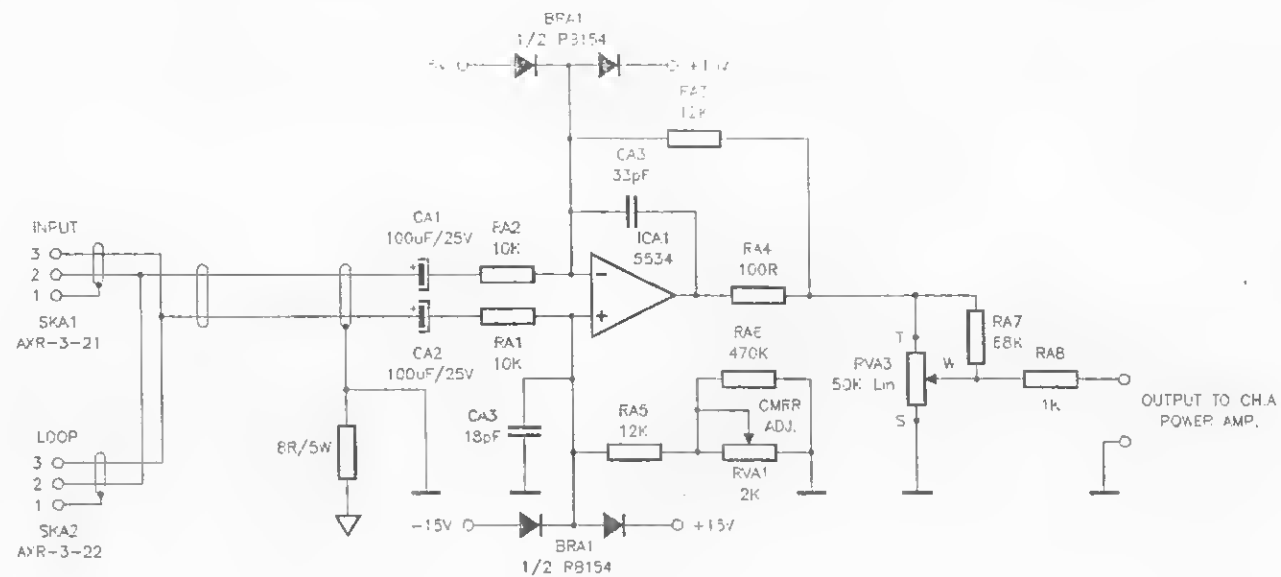 BRA1
1/2 PB154
+15V
12K
CA3
33pF
INPUT
3
2
1
SKA1
AXR-3-21
CA1
100uF/25V
RA2
10K
ICA1
5534
-
+
RA4
100R
CA2
100uF/25V
RA1
10K
RA6
470K
T
RVA3
50K Lin
W
S
RA7
68K
RA8
1K
OUTPUT TO CH.A
POWER AMP.
CA3
18pF
RA5
12K
CMRR
ADJ.
RVA1
2K
LOOP
3
2
1
SKA2
AXR-3-22
8R/5W
-15V
+15V
BRA1
1/2 PB154